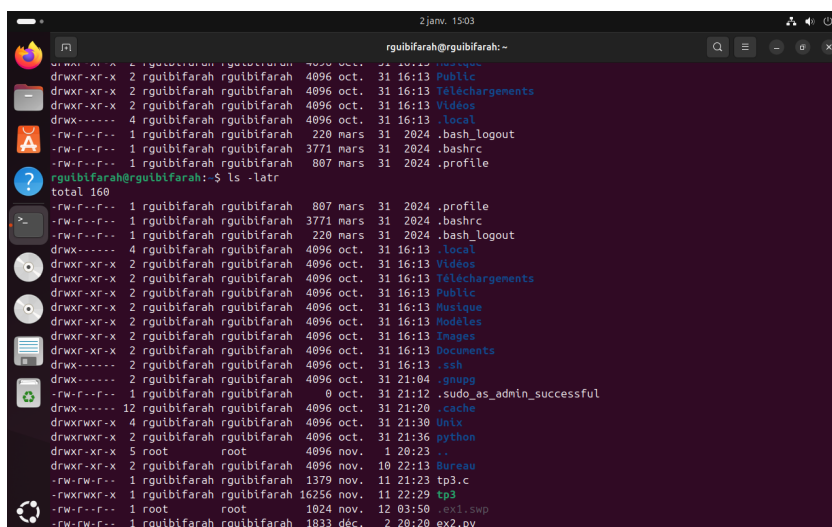 2 janv. 15:03
rguibifarah@rguibifarah: ~
drwxr-xr-x 2 rguibifarah rguibifarah 4096 oct. 31 16:13 Musique
drwxr-xr-x 2 rguibifarah rguibifarah 4096 oct. 31 16:13 Public
drwxr-xr-x 2 rguibifarah rguibifarah 4096 oct. 31 16:13 Téléchargements
drwxr-xr-x 2 rguibifarah rguibifarah 4096 oct. 31 16:13 Vidéos
drwx------ 4 rguibifarah rguibifarah 4096 oct. 31 16:13 .local
-rw-r--r-- 1 rguibifarah rguibifarah 220 mars 31 2024 .bash_logout
-rw-r--r-- 1 rguibifarah rguibifarah 3771 mars 31 2024 .bashrc
-rw-r--r-- 1 rguibifarah rguibifarah 807 mars 31 2024 .profile
rguibifarah@rguibifarah:~$ ls -latr
total 160
-rw-r--r-- 1 rguibifarah rguibifarah 807 mars 31 2024 .profile
-rw-r--r-- 1 rguibifarah rguibifarah 3771 mars 31 2024 .bashrc
-rw-r--r-- 1 rguibifarah rguibifarah 220 mars 31 2024 .bash_logout
drwx------ 4 rguibifarah rguibifarah 4096 oct. 31 16:13 .local
drwxr-xr-x 2 rguibifarah rguibifarah 4096 oct. 31 16:13 Vidéos
drwxr-xr-x 2 rguibifarah rguibifarah 4096 oct. 31 16:13 Téléchargements
drwxr-xr-x 2 rguibifarah rguibifarah 4096 oct. 31 16:13 Public
drwxr-xr-x 2 rguibifarah rguibifarah 4096 oct. 31 16:13 Musique
drwxr-xr-x 2 rguibifarah rguibifarah 4096 oct. 31 16:13 Modèles
drwxr-xr-x 2 rguibifarah rguibifarah 4096 oct. 31 16:13 Images
drwxr-xr-x 2 rguibifarah rguibifarah 4096 oct. 31 16:13 Documents
drwx------ 2 rguibifarah rguibifarah 4096 oct. 31 16:13 .ssh
drwx------ 2 rguibifarah rguibifarah 4096 oct. 31 21:04 .gnupg
-rw-r--r-- 1 rguibifarah rguibifarah 0 oct. 31 21:12 .sudo_as_admin_successful
drwx------ 12 rguibifarah rguibifarah 4096 oct. 31 21:20 .cache
drwxrwxr-x 4 rguibifarah rguibifarah 4096 oct. 31 21:30 Unix
drwxrwxr-x 2 rguibifarah rguibifarah 4096 oct. 31 21:36 python
drwxr-xr-x 5 root root 4096 nov. 1 20:23 ..
drwxr-xr-x 2 rguibifarah rguibifarah 4096 nov. 10 22:13 Bureau
-rw-rw-r-- 1 rguibifarah rguibifarah 1379 nov. 11 21:23 tp3.c
-rwxrwxr-x 1 rguibifarah rguibifarah 16256 nov. 11 22:29 tp3
-rw-r--r-- 1 root root 1024 nov. 12 03:50 .ex1.swp
-rw-rw-r-- 1 rguibifarah rguibifarah 1833 déc. 2 20:20 ex2.py